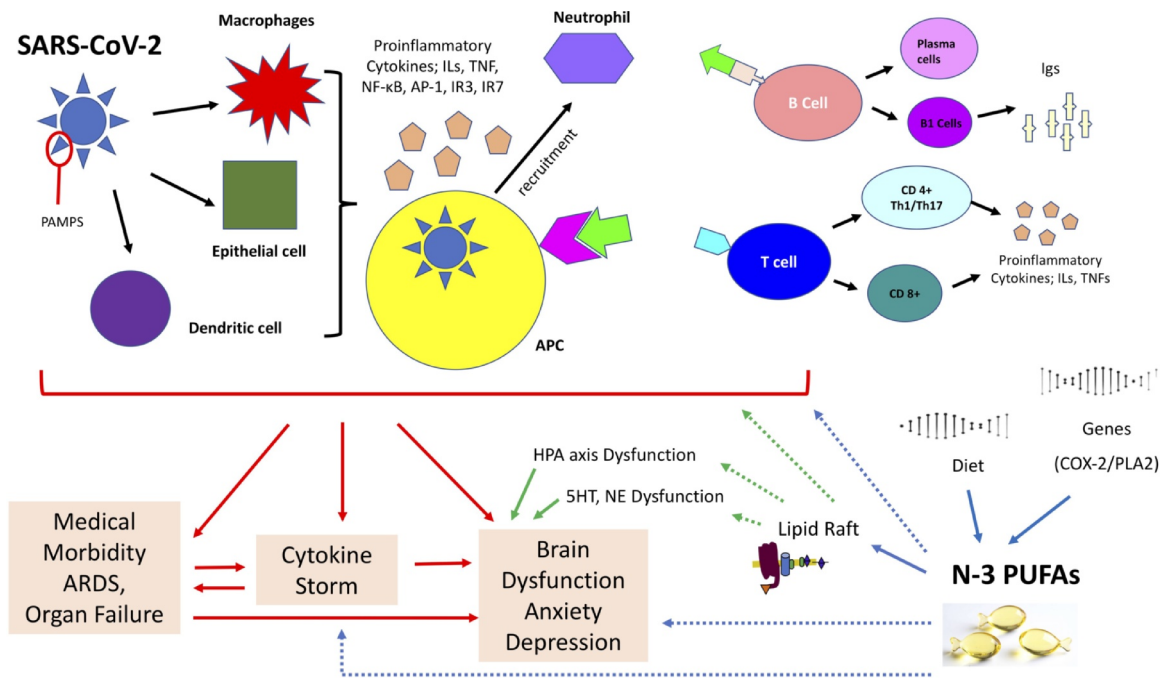 SARS-CoV-2
PAMPS
Macrophages
Epithelial cell
Dendritic cell
Proinflammatory
Cytokines; ILs, TNF,
NF-κB, AP-1, IR3, IR7
Neutrophil
recruitment
APC
B Cell
Plasma
cells
B1 Cells
Igs
T cell
CD 4+
Th1/Th17
CD 8+
Proinflammatory
Cytokines; ILs, TNFs
Medical
Morbidity
ARDS,
Organ Failure
Cytokine
Storm
Brain
Dysfunction
Anxiety
Depression
HPA axis Dysfunction
5HT, NE Dysfunction
Lipid Raft
Diet
Genes
(COX-2/PLA2)
N-3 PUFAs